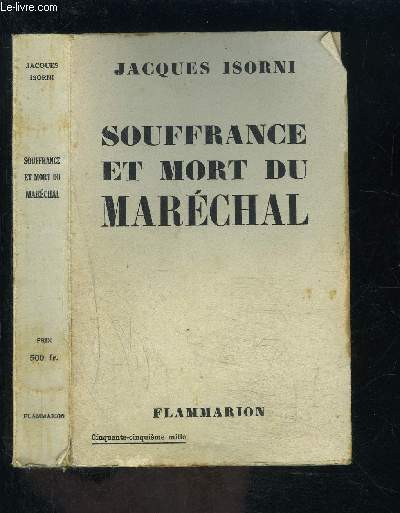 © Le-livre.com
JACQUES
ISORNI
SOUFFRANCE
ET MORT DU
MARÉCHAL
PRIX
500 fr.
FLAMMARION
JACQUES ISORNI
SOUFFRANCE
ET MORT DU
MARÉCHAL
FLAMMARION
Cinquante-cinquième mille